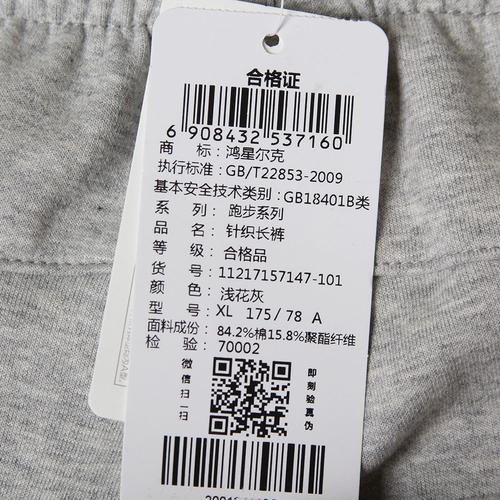 合格证
6 908432 537160
商 标: 鸿星尔克
执行标准: GB/T22853-2009
基本安全技术类别: GB18401B类
系 列: 跑步系列
品 名: 针织长裤
等 级: 合格品
货 号: 11217157147-101
颜 色: 浅花灰
型 号: XL 175/78 A
面料成份: 84.2%棉15.8%聚酯纤维
检 验: 70002
微信扫一扫
即刻验真伪